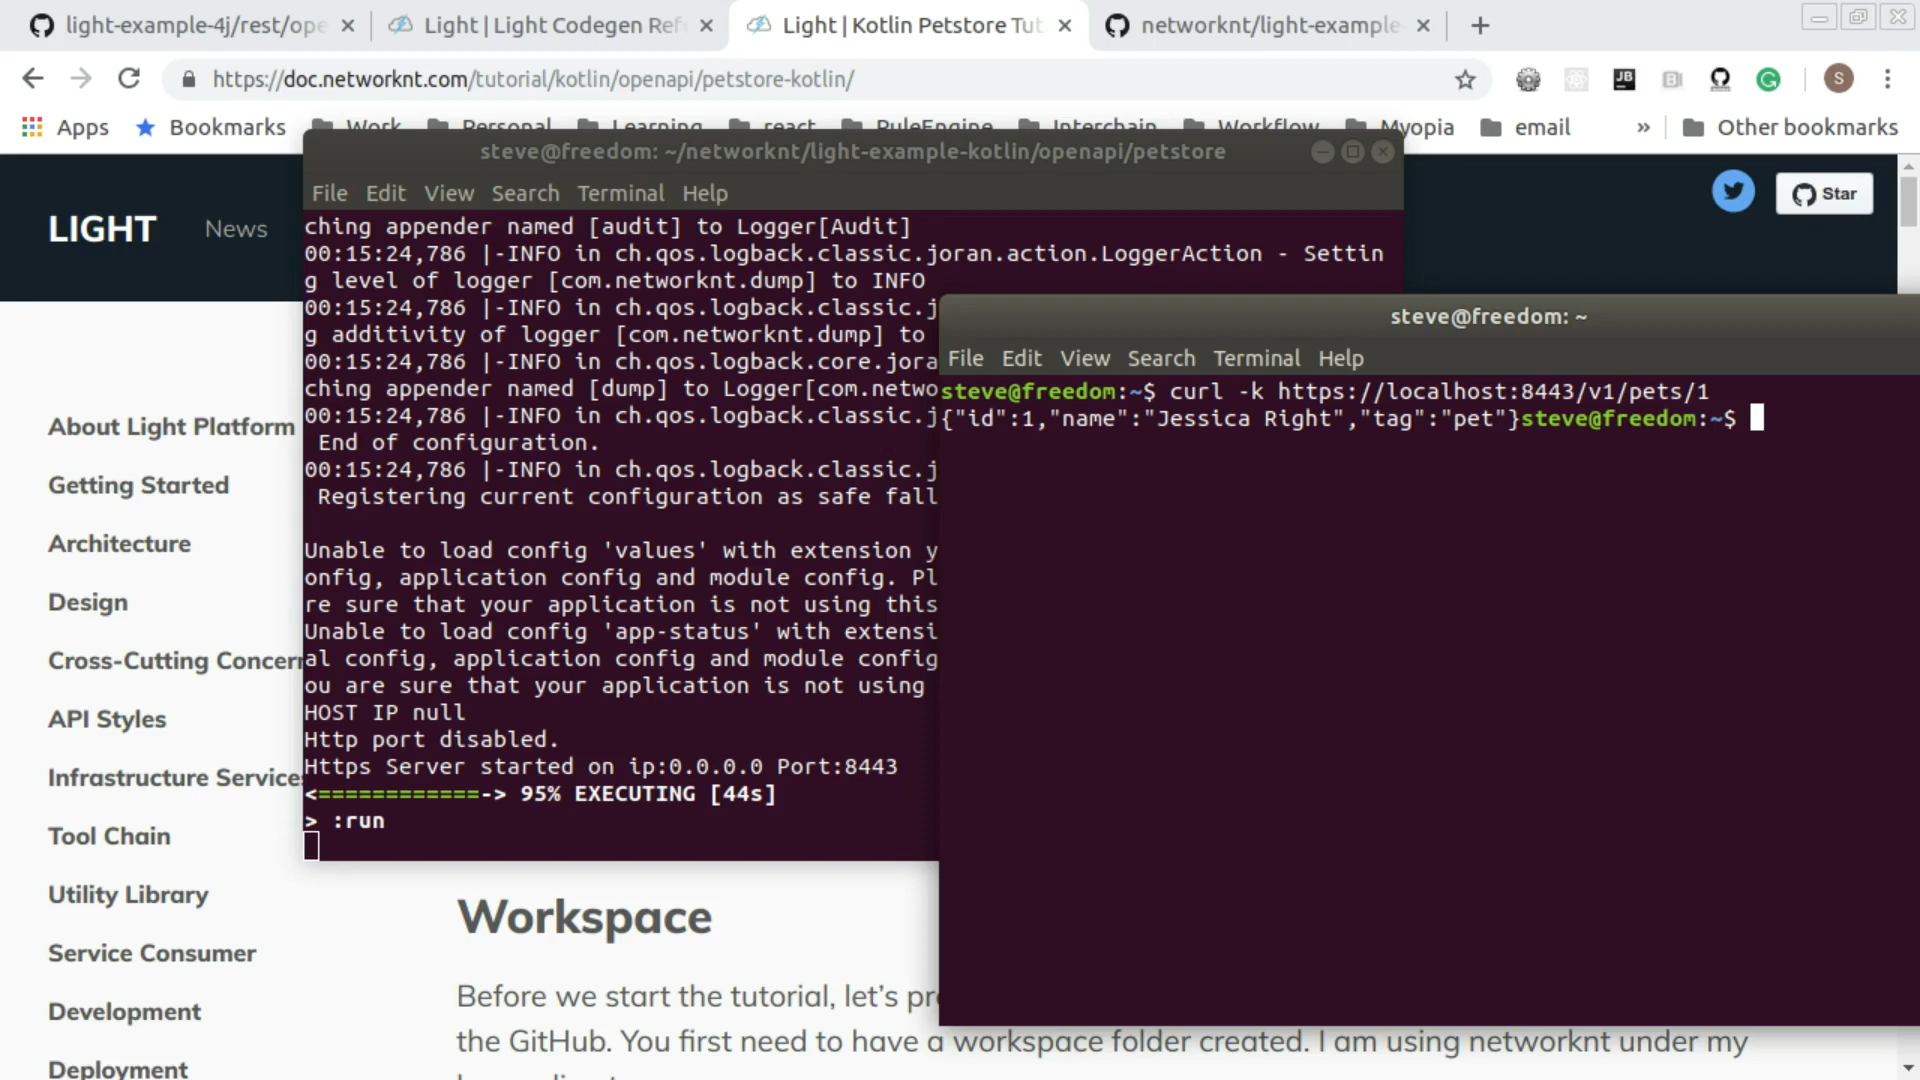 light-example-4j/rest/ope
Light | Light Codegen Ref
Light | Kotlin Petstore Tut
networknt/light-example-
https://doc.networknt.com/tutorial/kotlin/openapi/petstore-kotlin/
JB
S
Apps
Bookmarks
Work
Personal
Learning
react
RuleEngine
Interchain
Workflow
Myopia
email
»
Other bookmarks
LIGHT
News
Star
About Light Platform
Getting Started
Architecture
Design
Cross-Cutting Concern
API Styles
Infrastructure Services
Tool Chain
Utility Library
Service Consumer
Development
Deployment
steve@freedom: ~/networknt/light-example-kotlin/openapi/petstore
File Edit View Search Terminal Help
ching appender named [audit] to Logger[Audit]
00:15:24,786 |-INFO in ch.qos.logback.classic.joran.action.LoggerAction - Settin
g level of logger [com.networknt.dump] to INFO
00:15:24,786 |-INFO in ch.qos.logback.classic.j
g additivity of logger [com.networknt.dump] to
00:15:24,786 |-INFO in ch.qos.logback.core.jora
ching appender named [dump] to Logger[com.netwo
00:15:24,786 |-INFO in ch.qos.logback.classic.j
End of configuration.
00:15:24,786 |-INFO in ch.qos.logback.classic.j
Registering current configuration as safe fall
Unable to load config 'values' with extension y
onfig, application config and module config. Pl
re sure that your application is not using this
Unable to load config 'app-status' with extensi
al config, application config and module config
ou are sure that your application is not using
HOST IP null
Http port disabled.
Https Server started on ip:0.0.0.0 Port:8443
<============-> 95% EXECUTING [44s]
> :run
steve@freedom: ~
File Edit View Search Terminal Help
steve@freedom:~$ curl -k https://localhost:8443/v1/pets/1
{"id":1,"name":"Jessica Right","tag":"pet"}steve@freedom:~$
Workspace
Before we start the tutorial, let's pr
the GitHub. You first need to have a workspace folder created. I am using networknt under my